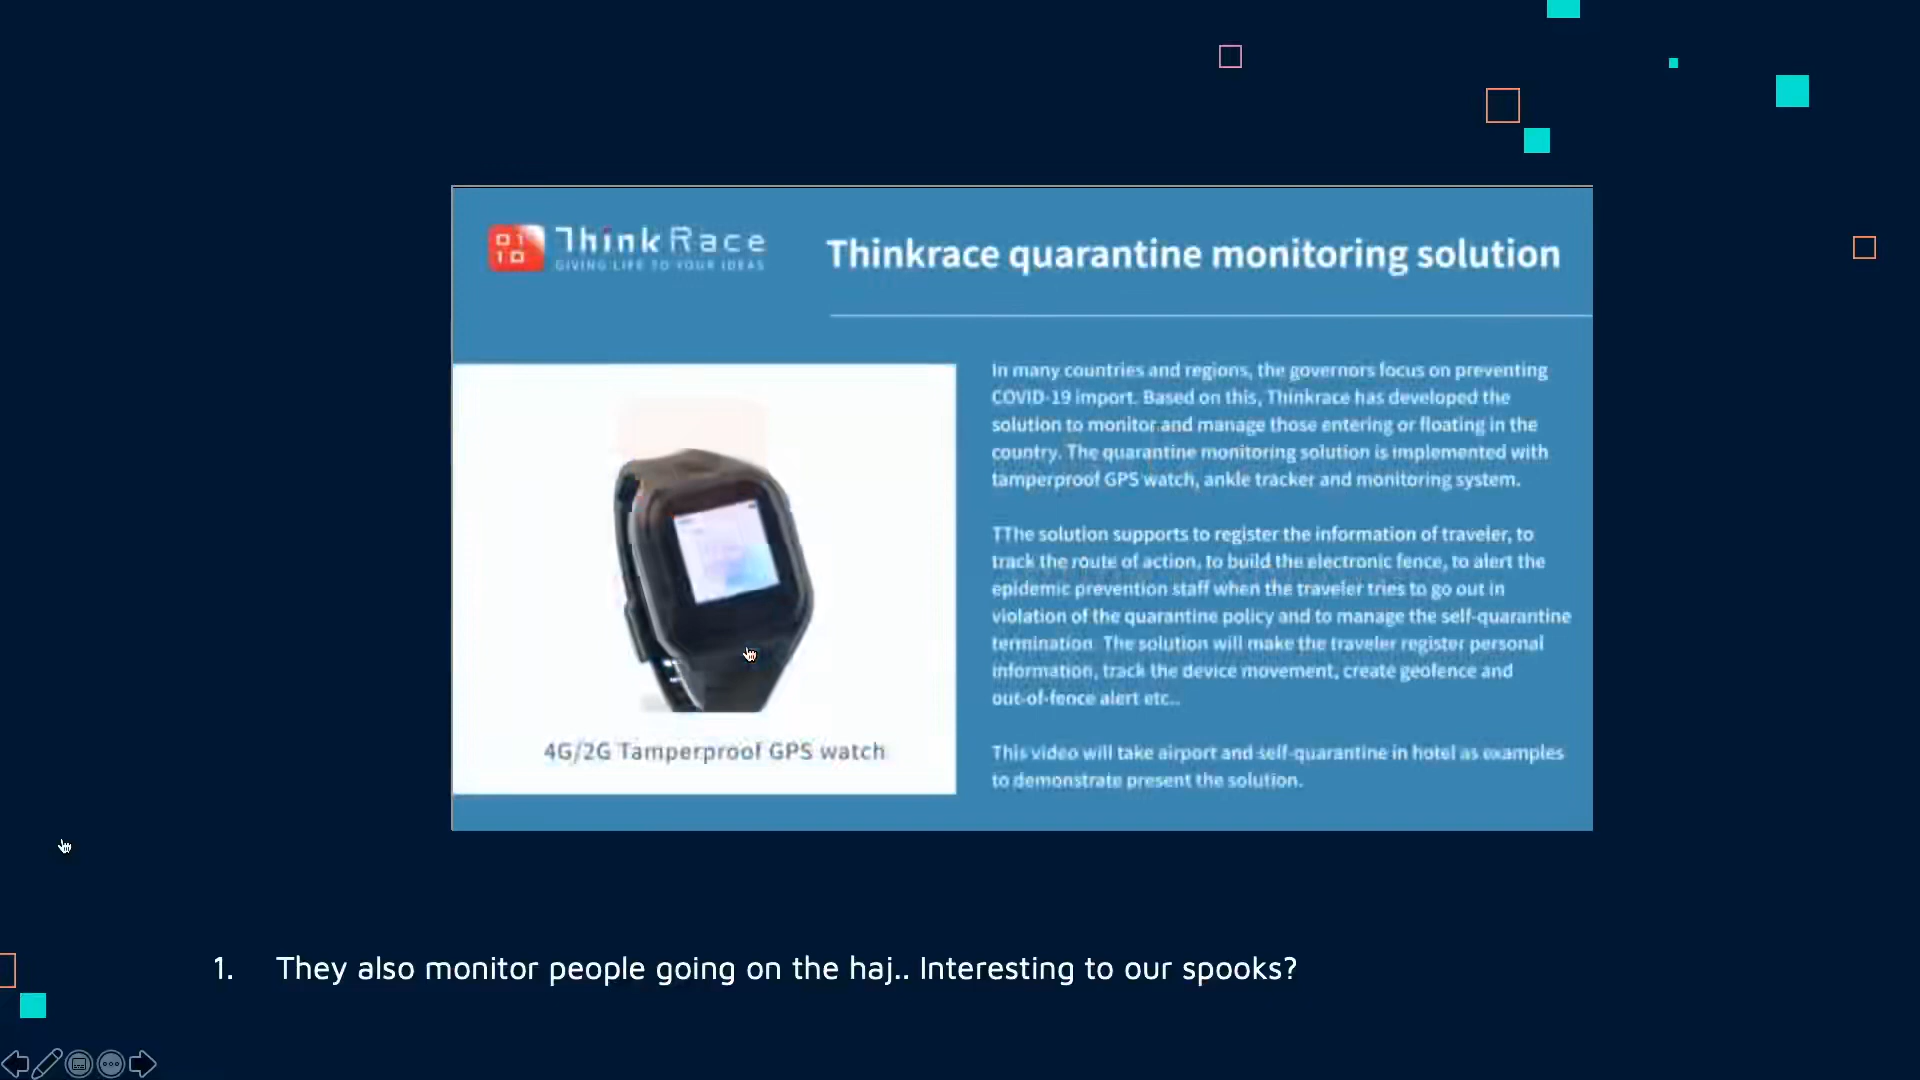 ThinkRace
GIVING LIFE TO YOUR IDEAS
Thinkrace quarantine monitoring solution
In many countries and regions, the governors focus on preventing
COVID-19 import. Based on this, Thinkrace has developed the
solution to monitor and manage those entering or floating in the
country. The quarantine monitoring solution is implemented with
tamperproof GPS watch, ankle tracker and monitoring system.
TThe solution supports to register the information of traveler, to
track the route of action, to build the electronic fence, to alert the
epidemic prevention staff when the traveler tries to go out in
violation of the quarantine policy and to manage the self-quarantine
termination. The solution will make the traveler register personal
information, track the device movement, create geofence and
out-of-fence alert etc..
This video will take airport and self-quarantine in hotel as examples
to demonstrate present the solution.
4G/2G Tamperproof GPS watch
1. They also monitor people going on the haj.. Interesting to our spooks?